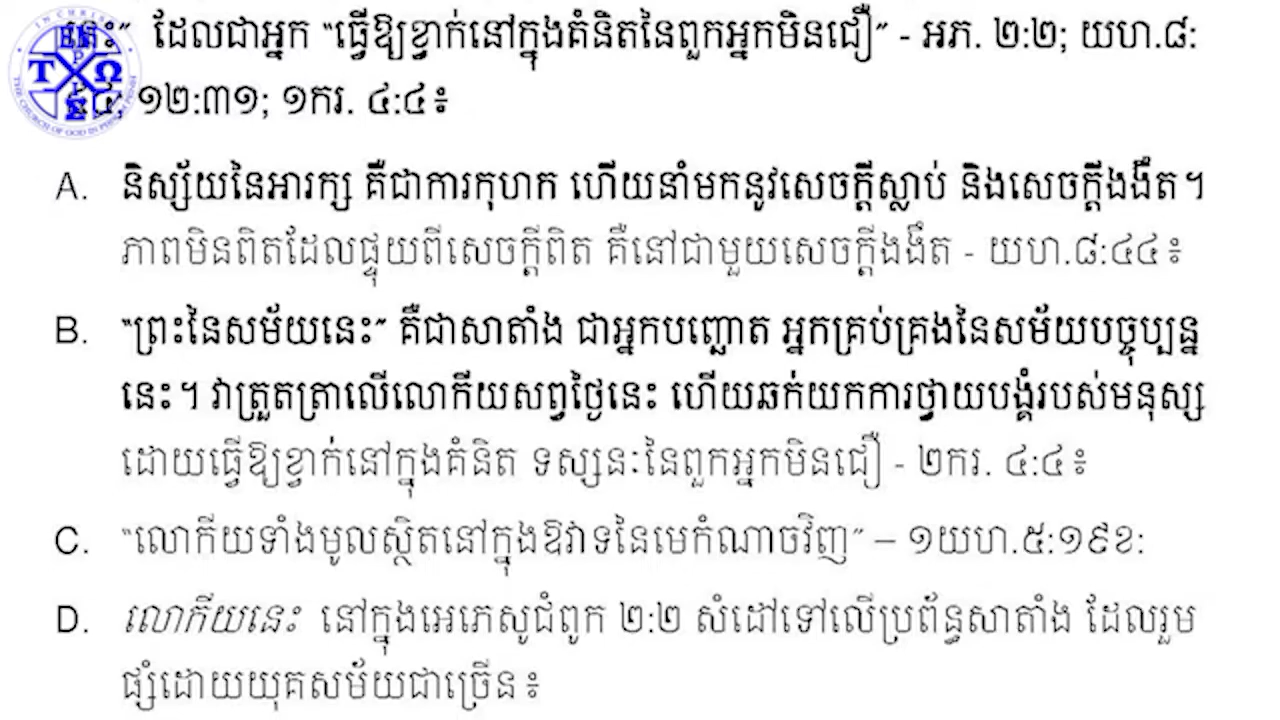 នេះ” ដែលជាអ្នក “ធ្វើឱ្យខ្វាក់នៅក្នុងគំនិតនៃពួកអ្នកមិនជឿ” - អភ. ២:២; យហ.៨:
៤៤; ១២:៣១; ១ករ. ៤:៤៖
A. និស្ស័យនៃអារក្ស គឺជាការកុហក ហើយនាំមកនូវសេចក្ដីស្លាប់ និងសេចក្ដីងងឹត។
ភាពមិនពិតដែលផ្ទុយពីសេចក្ដីពិត គឺនៅជាមួយសេចក្ដីងងឹត - យហ.៨:៤៤៖
B. “ព្រះនៃសម័យនេះ” គឺជាសាតាំង ជាអ្នកបញ្ឆោត អ្នកគ្រប់គ្រងនៃសម័យបច្ចុប្បន្ន
នេះ។ វាត្រួតត្រាលើលោកីយសព្វថ្ងៃនេះ ហើយឆក់យកការថ្វាយបង្គំរបស់មនុស្ស
ដោយធ្វើឱ្យខ្វាក់នៅក្នុងគំនិត ទស្សនៈនៃពួកអ្នកមិនជឿ - ២ករ. ៤:៤៖
C. “លោកីយទាំងមូលស្ថិតនៅក្នុងឱវាទនៃមេកំណាចវិញ” – ១យហ.៥:១៩ខ:
D. លោកីយនេះ នៅក្នុងអេភេសូជំពូក ២:២ សំដៅទៅលើប្រព័ន្ធសាតាំង ដែលរួម
ផ្សំដោយយុគសម័យជាច្រើន៖